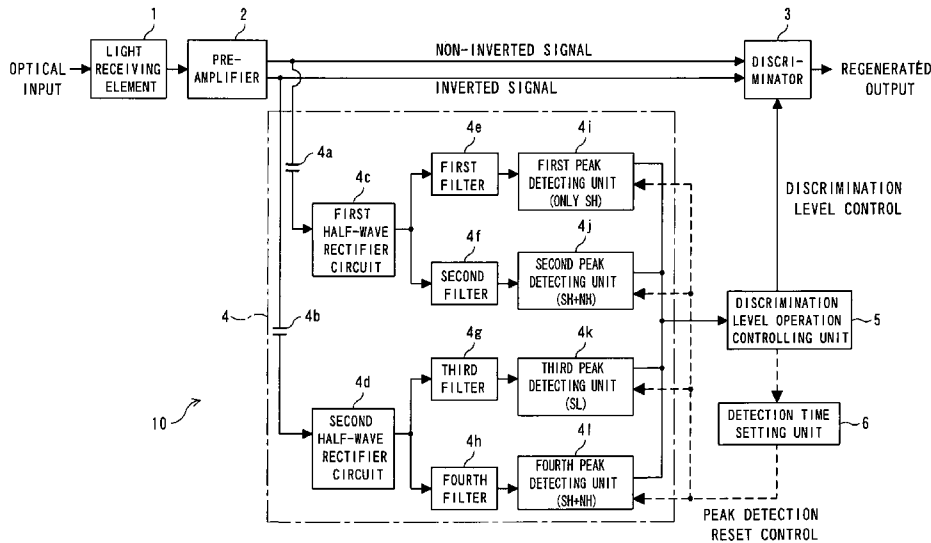 1
2
3
OPTICAL
INPUT
LIGHT
RECEIVING
ELEMENT
PRE-
AMPLIFIER
NON-INVERTED SIGNAL
INVERTED SIGNAL
DISCRI-
MINATOR
REGENERATED
OUTPUT
4a
4c
FIRST
HALF-WAVE
RECTIFIER
CIRCUIT
4e
FIRST
FILTER
4i
FIRST PEAK
DETECTING UNIT
(ONLY SH)
4f
SECOND
FILTER
4j
SECOND PEAK
DETECTING UNIT
(SH+NH)
DISCRIMINATION
LEVEL CONTROL
4
4b
4d
SECOND
HALF-WAVE
RECTIFIER
CIRCUIT
4g
THIRD
FILTER
4k
THIRD PEAK
DETECTING UNIT
(SL)
4h
FOURTH
FILTER
4l
FOURTH PEAK
DETECTING UNIT
(SH+NH)
DISCRIMINATION
LEVEL OPERATION
CONTROLLING UNIT
5
DETECTION TIME
SETTING UNIT
6
PEAK DETECTION
RESET CONTROL
10